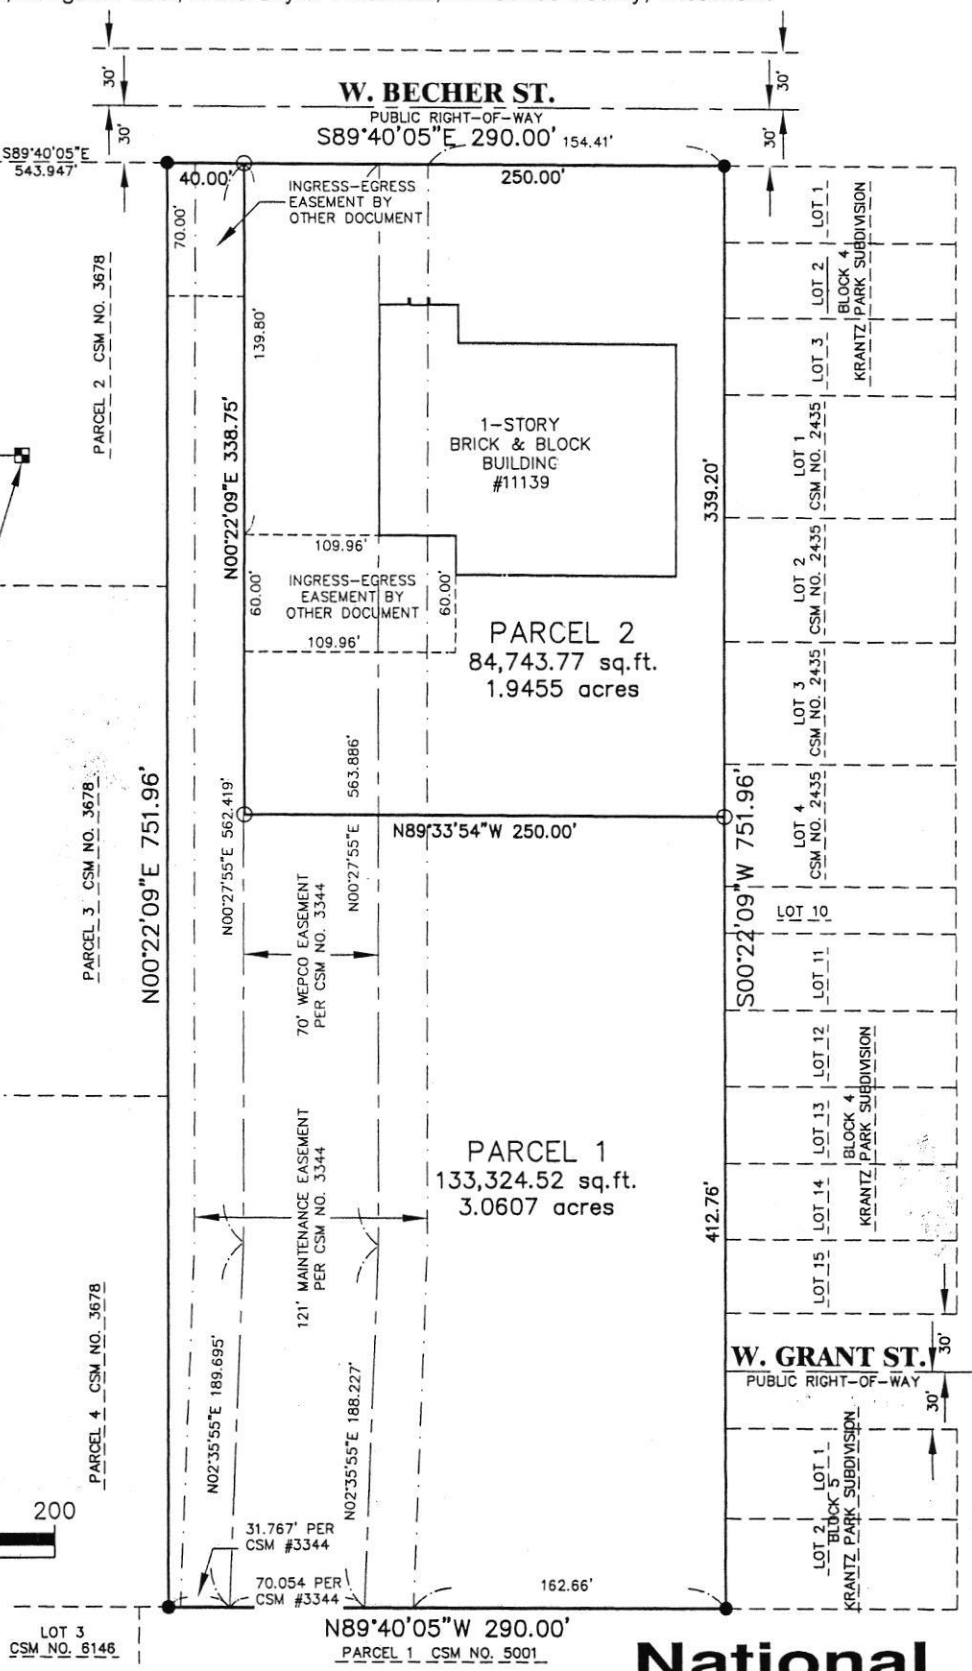 W. BECHER ST.
PUBLIC RIGHT-OF-WAY
S89°40'05"E 290.00'
154.41'
30'
30'
30'
30'
S89°40'05"E
543.947'
40.00'
250.00'
INGRESS-EGRESS
EASEMENT BY
OTHER DOCUMENT
70.00'
139.80'
N00°22'09"E 338.75'
PARCEL 2 CSM NO. 3678
1-STORY
BRICK & BLOCK
BUILDING
#11139
339.20'
109.96'
INGRESS-EGRESS
EASEMENT BY
OTHER DOCUMENT
60.00'
60.00'
109.96'
PARCEL 2
84,743.77 sq.ft.
1.9455 acres
LOT 1
LOT 2
LOT 3
BLOCK 4
KRANTZ PARK SUBDIVISION
LOT 1
CSM NO. 2435
LOT 2
CSM NO. 2435
LOT 3
CSM NO. 2435
LOT 4
CSM NO. 2435
N00°22'09"E 751.96'
PARCEL 3 CSM NO. 3678
N00°27'55"E 562.419'
N00°27'55"E 563.886'
N89°33'54"W 250.00'
S00°22'09"W 751.96'
70' WEPCO EASEMENT
PER CSM NO. 3344
LOT 10
LOT 11
LOT 12
LOT 13
LOT 14
LOT 15
BLOCK 4
KRANTZ PARK SUBDIVISION
121' MAINTENANCE EASEMENT
PER CSM NO. 3344
PARCEL 1
133,324.52 sq.ft.
3.0607 acres
412.76'
PARCEL 4 CSM NO. 3678
N02°35'55"E 189.695'
N02°35'55"E 188.227'
W. GRANT ST.
PUBLIC RIGHT-OF-WAY
30'
30'
LOT 1
LOT 2
BLOCK 5
KRANTZ PARK SUBDIVISION
200
31.767' PER
CSM #3344
70.054 PER
CSM #3344
162.66'
N89°40'05"W 290.00'
PARCEL 1 CSM NO. 5001
LOT 3
CSM NO. 6146
National